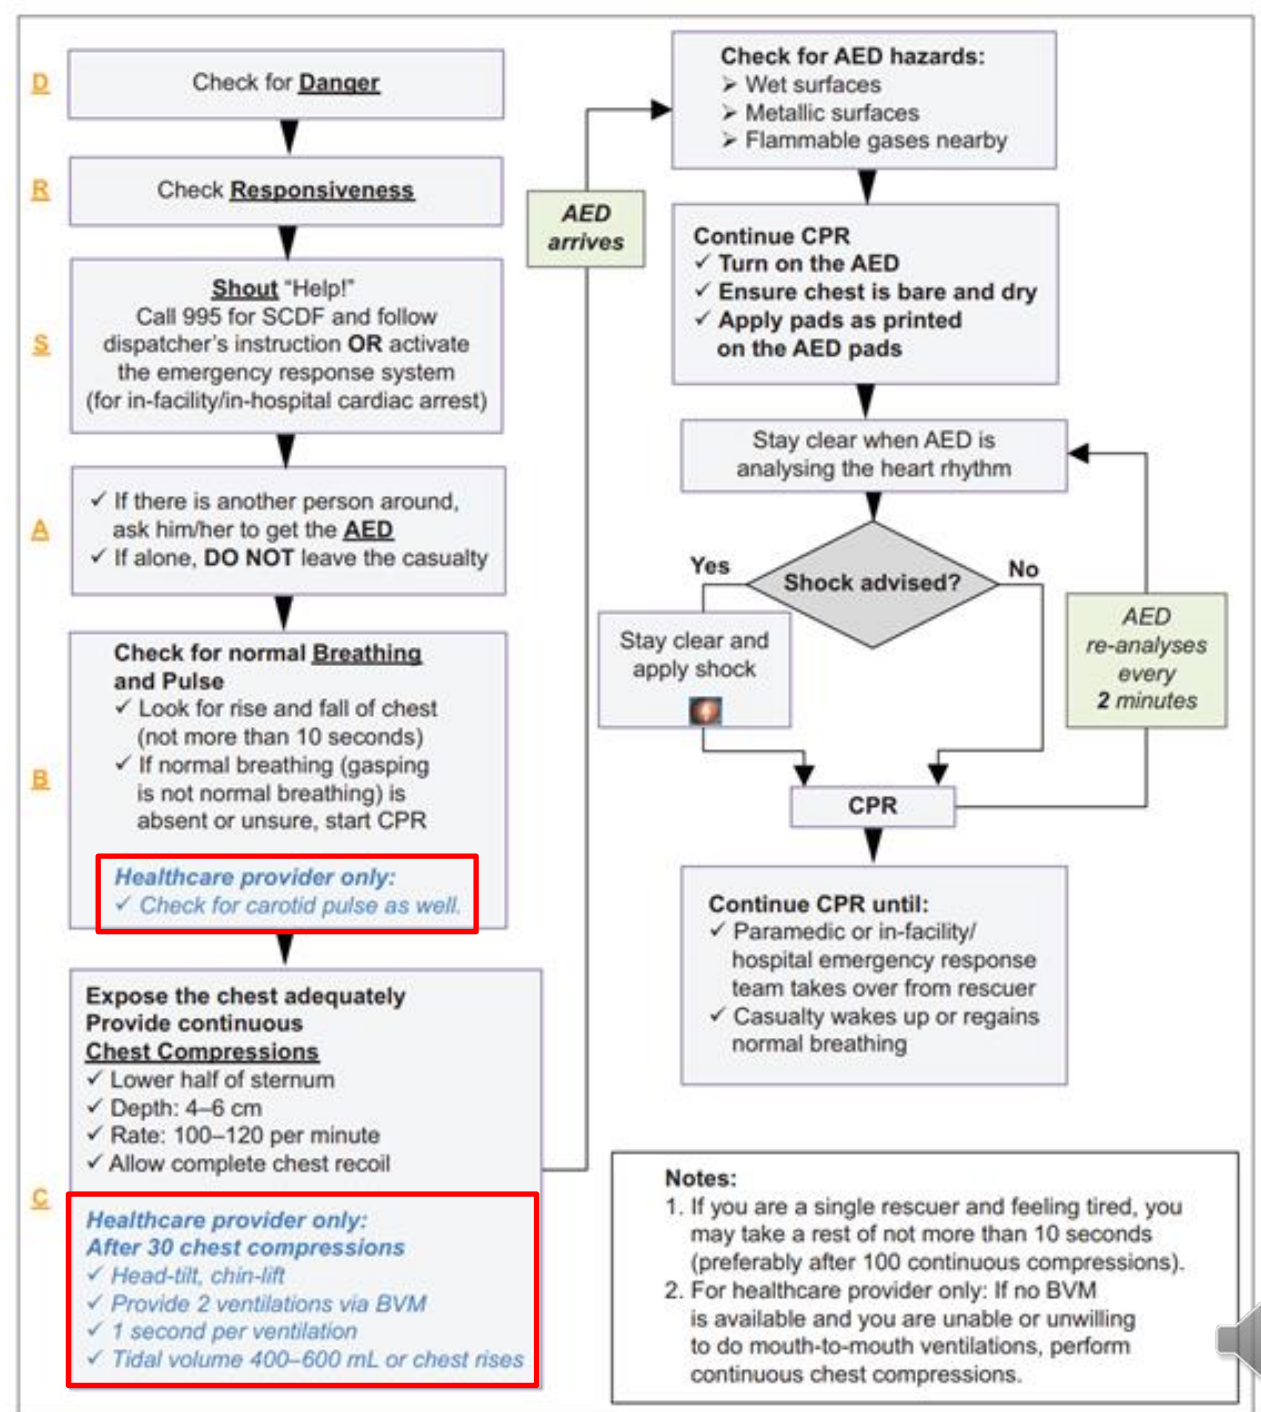 D
Check for Danger
R
Check Responsiveness
S
Shout “Help!”
Call 995 for SCDF and follow
dispatcher’s instruction OR activate
the emergency response system
(for in-facility/in-hospital cardiac arrest)
A
✓ If there is another person around,
ask him/her to get the AED
✓ If alone, DO NOT leave the casualty
B
Check for normal Breathing
and Pulse
✓ Look for rise and fall of chest
(not more than 10 seconds)
✓ If normal breathing (gasping
is not normal breathing) is
absent or unsure, start CPR
Healthcare provider only:
✓ Check for carotid pulse as well.
C
Expose the chest adequately
Provide continuous
Chest Compressions
✓ Lower half of sternum
✓ Depth: 4–6 cm
✓ Rate: 100–120 per minute
✓ Allow complete chest recoil
Healthcare provider only:
After 30 chest compressions
✓ Head-tilt, chin-lift
✓ Provide 2 ventilations via BVM
✓ 1 second per ventilation
✓ Tidal volume 400–600 mL or chest rises
AED
arrives
Check for AED hazards:
➢ Wet surfaces
➢ Metallic surfaces
➢ Flammable gases nearby
Continue CPR
✓ Turn on the AED
✓ Ensure chest is bare and dry
✓ Apply pads as printed
on the AED pads
Stay clear when AED is
analysing the heart rhythm
Shock advised?
Yes
No
Stay clear and
apply shock
AED
re-analyses
every
2 minutes
CPR
Continue CPR until:
✓ Paramedic or in-facility/
hospital emergency response
team takes over from rescuer
✓ Casualty wakes up or regains
normal breathing
Notes:
1. If you are a single rescuer and feeling tired, you
may take a rest of not more than 10 seconds
(preferably after 100 continuous compressions).
2. For healthcare provider only: If no BVM
is available and you are unable or unwilling
to do mouth-to-mouth ventilations, perform
continuous chest compressions.